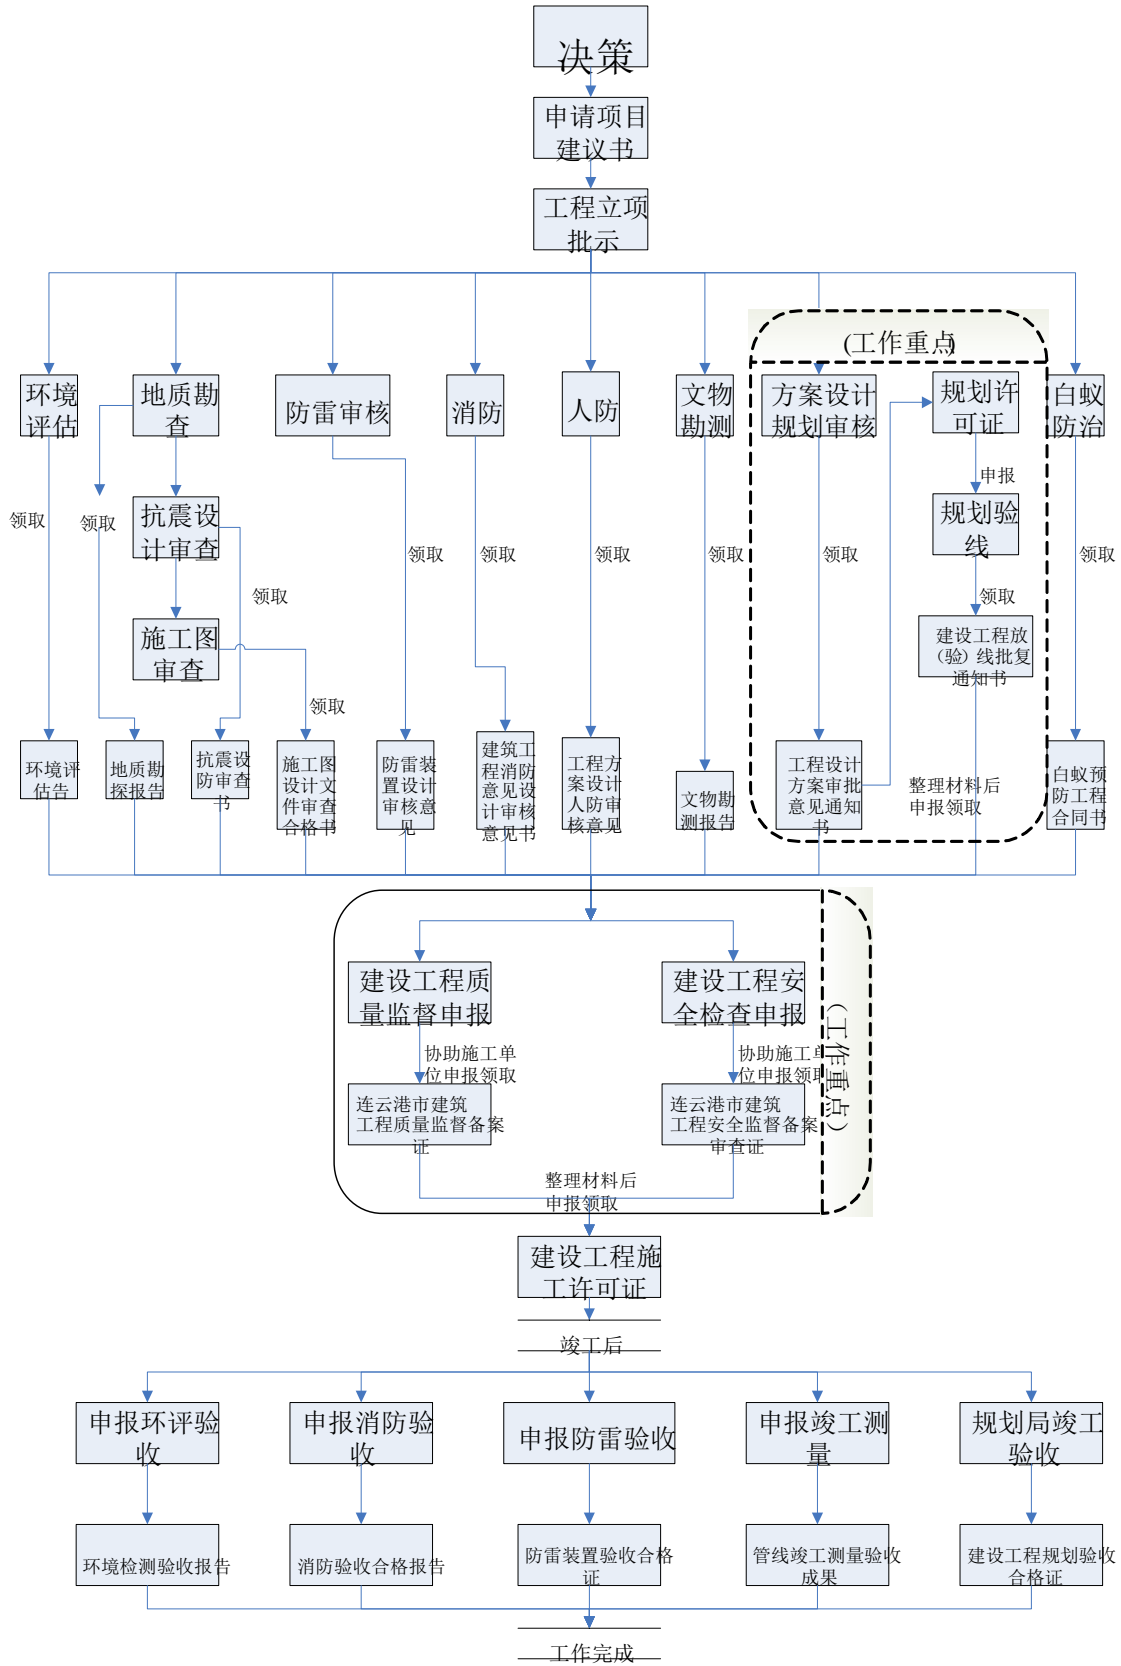 决策
申请项目
建议书
工程立项
批示
(工作重点)
环境
评估
地质勘
查
防雷审核
消防
人防
文物
勘测
方案设计
规划审核
规划许
可证
白蚁
防治
申报
领取
领取
抗震设
计审查
规划验
线
领取
领取
领取
领取
领取
领取
领取
领取
施工图
审查
建设工程放
（验）线批复
通知书
领取
环境评
估告
地质勘
探报告
抗震设
防审查
书
施工图
设计文
件审查
合格书
防雷装
置设计
审核意
见
建筑工
程消防
意见设
计审核
意见书
工程方
案设计
人防审
核意见
文物勘
测报告
工程设计
方案审批
意见通知
书
整理材料后
申报领取
白蚁预
防工程
合同书
建设工程质
量监督申报
建设工程安
全检查申报
（工作重点）
协助施工单
位申报领取
协助施工单
位申报领取
连云港市建筑
工程质量监督备案
证
连云港市建筑
工程安全监督备案
审查证
整理材料后
申报领取
建设工程施
工许可证
竣工后
申报环评验
收
申报消防验
收
申报防雷验收
申报竣工测
量
规划局竣工
验收
环境检测验收报告
消防验收合格报告
防雷装置验收合格
证
管线竣工测量验收
成果
建设工程规划验收
合格证
工作完成